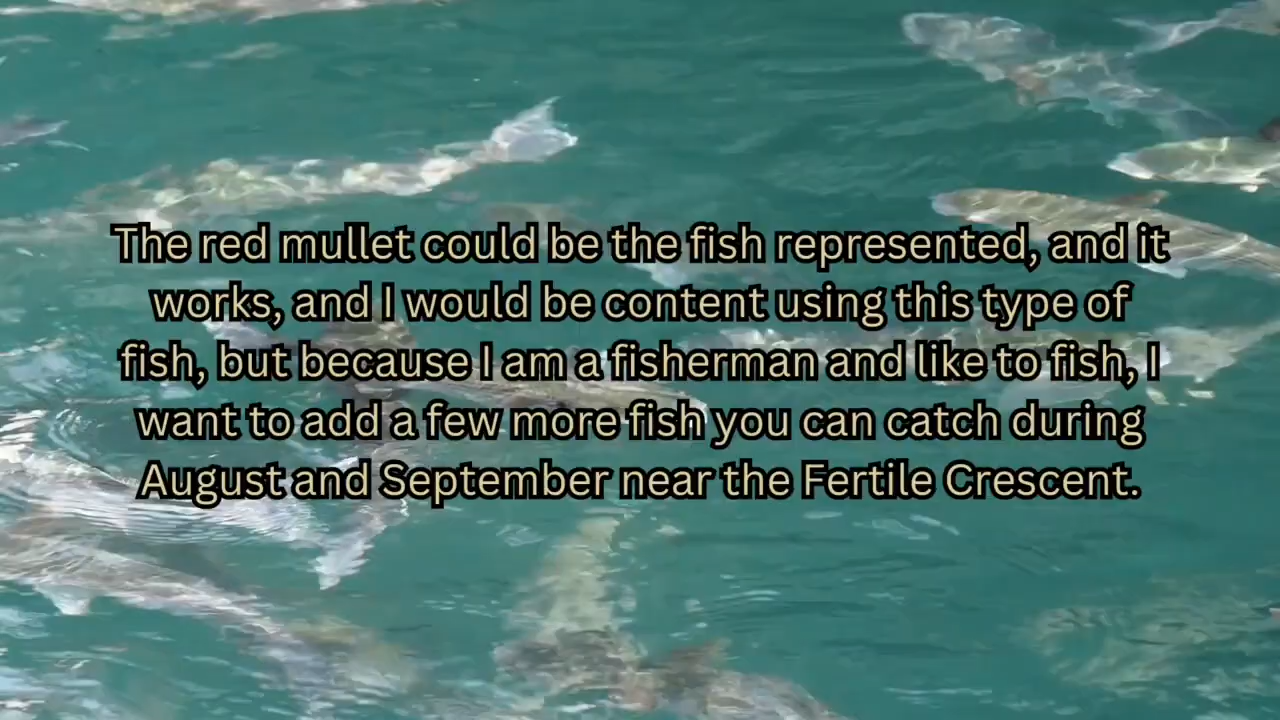 The red mullet could be the fish represented, and it
works, and I would be content using this type of
fish, but because I am a fisherman and like to fish, I
want to add a few more fish you can catch during
August and September near the Fertile Crescent.